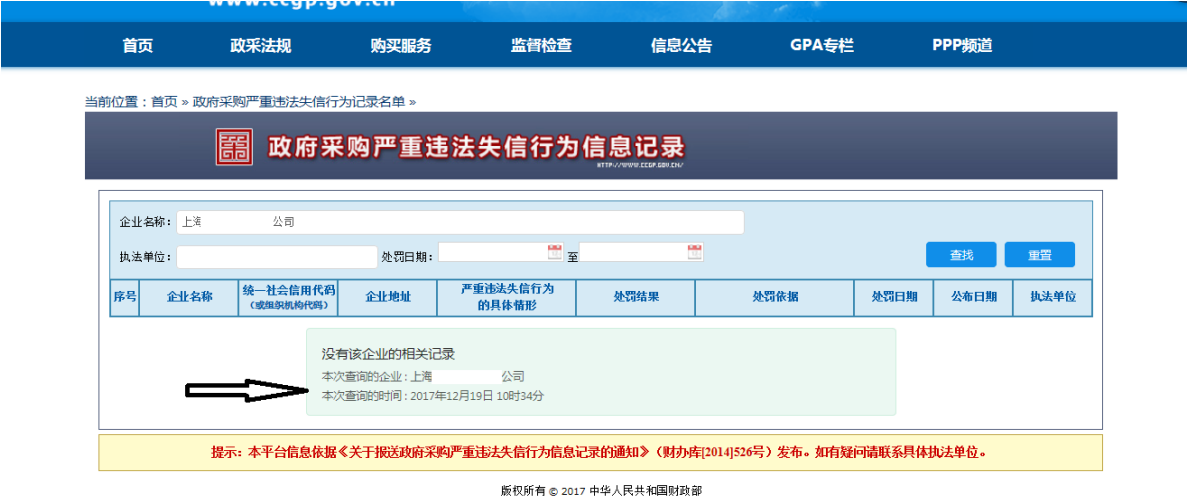 www.ccgp.gov.cn
首页 政采法规 购买服务 监督检查 信息公告 GPA专栏 PPP频道
当前位置：首页 » 政府采购严重违法失信行为记录名单 »
政府采购严重违法失信行为信息记录
HTTP://WWW.CCGP.GOV.CN/
企业名称： 上海 公司
执法单位： 处罚日期： 至 查找 重置
序号 企业名称 统一社会信用代码 （或组织机构代码） 企业地址 严重违法失信行为 的具体情形 处罚结果 处罚依据 处罚日期 公布日期 执法单位
没有该企业的相关记录
本次查询的企业 : 上海 公司
本次查询的时间 : 2017年12月19日 10时34分
提示：本平台信息依据《关于报送政府采购严重违法失信行为信息记录的通知》（财办库[2014]526号）发布。如有疑问请联系具体执法单位。
版权所有 © 2017 中华人民共和国财政部